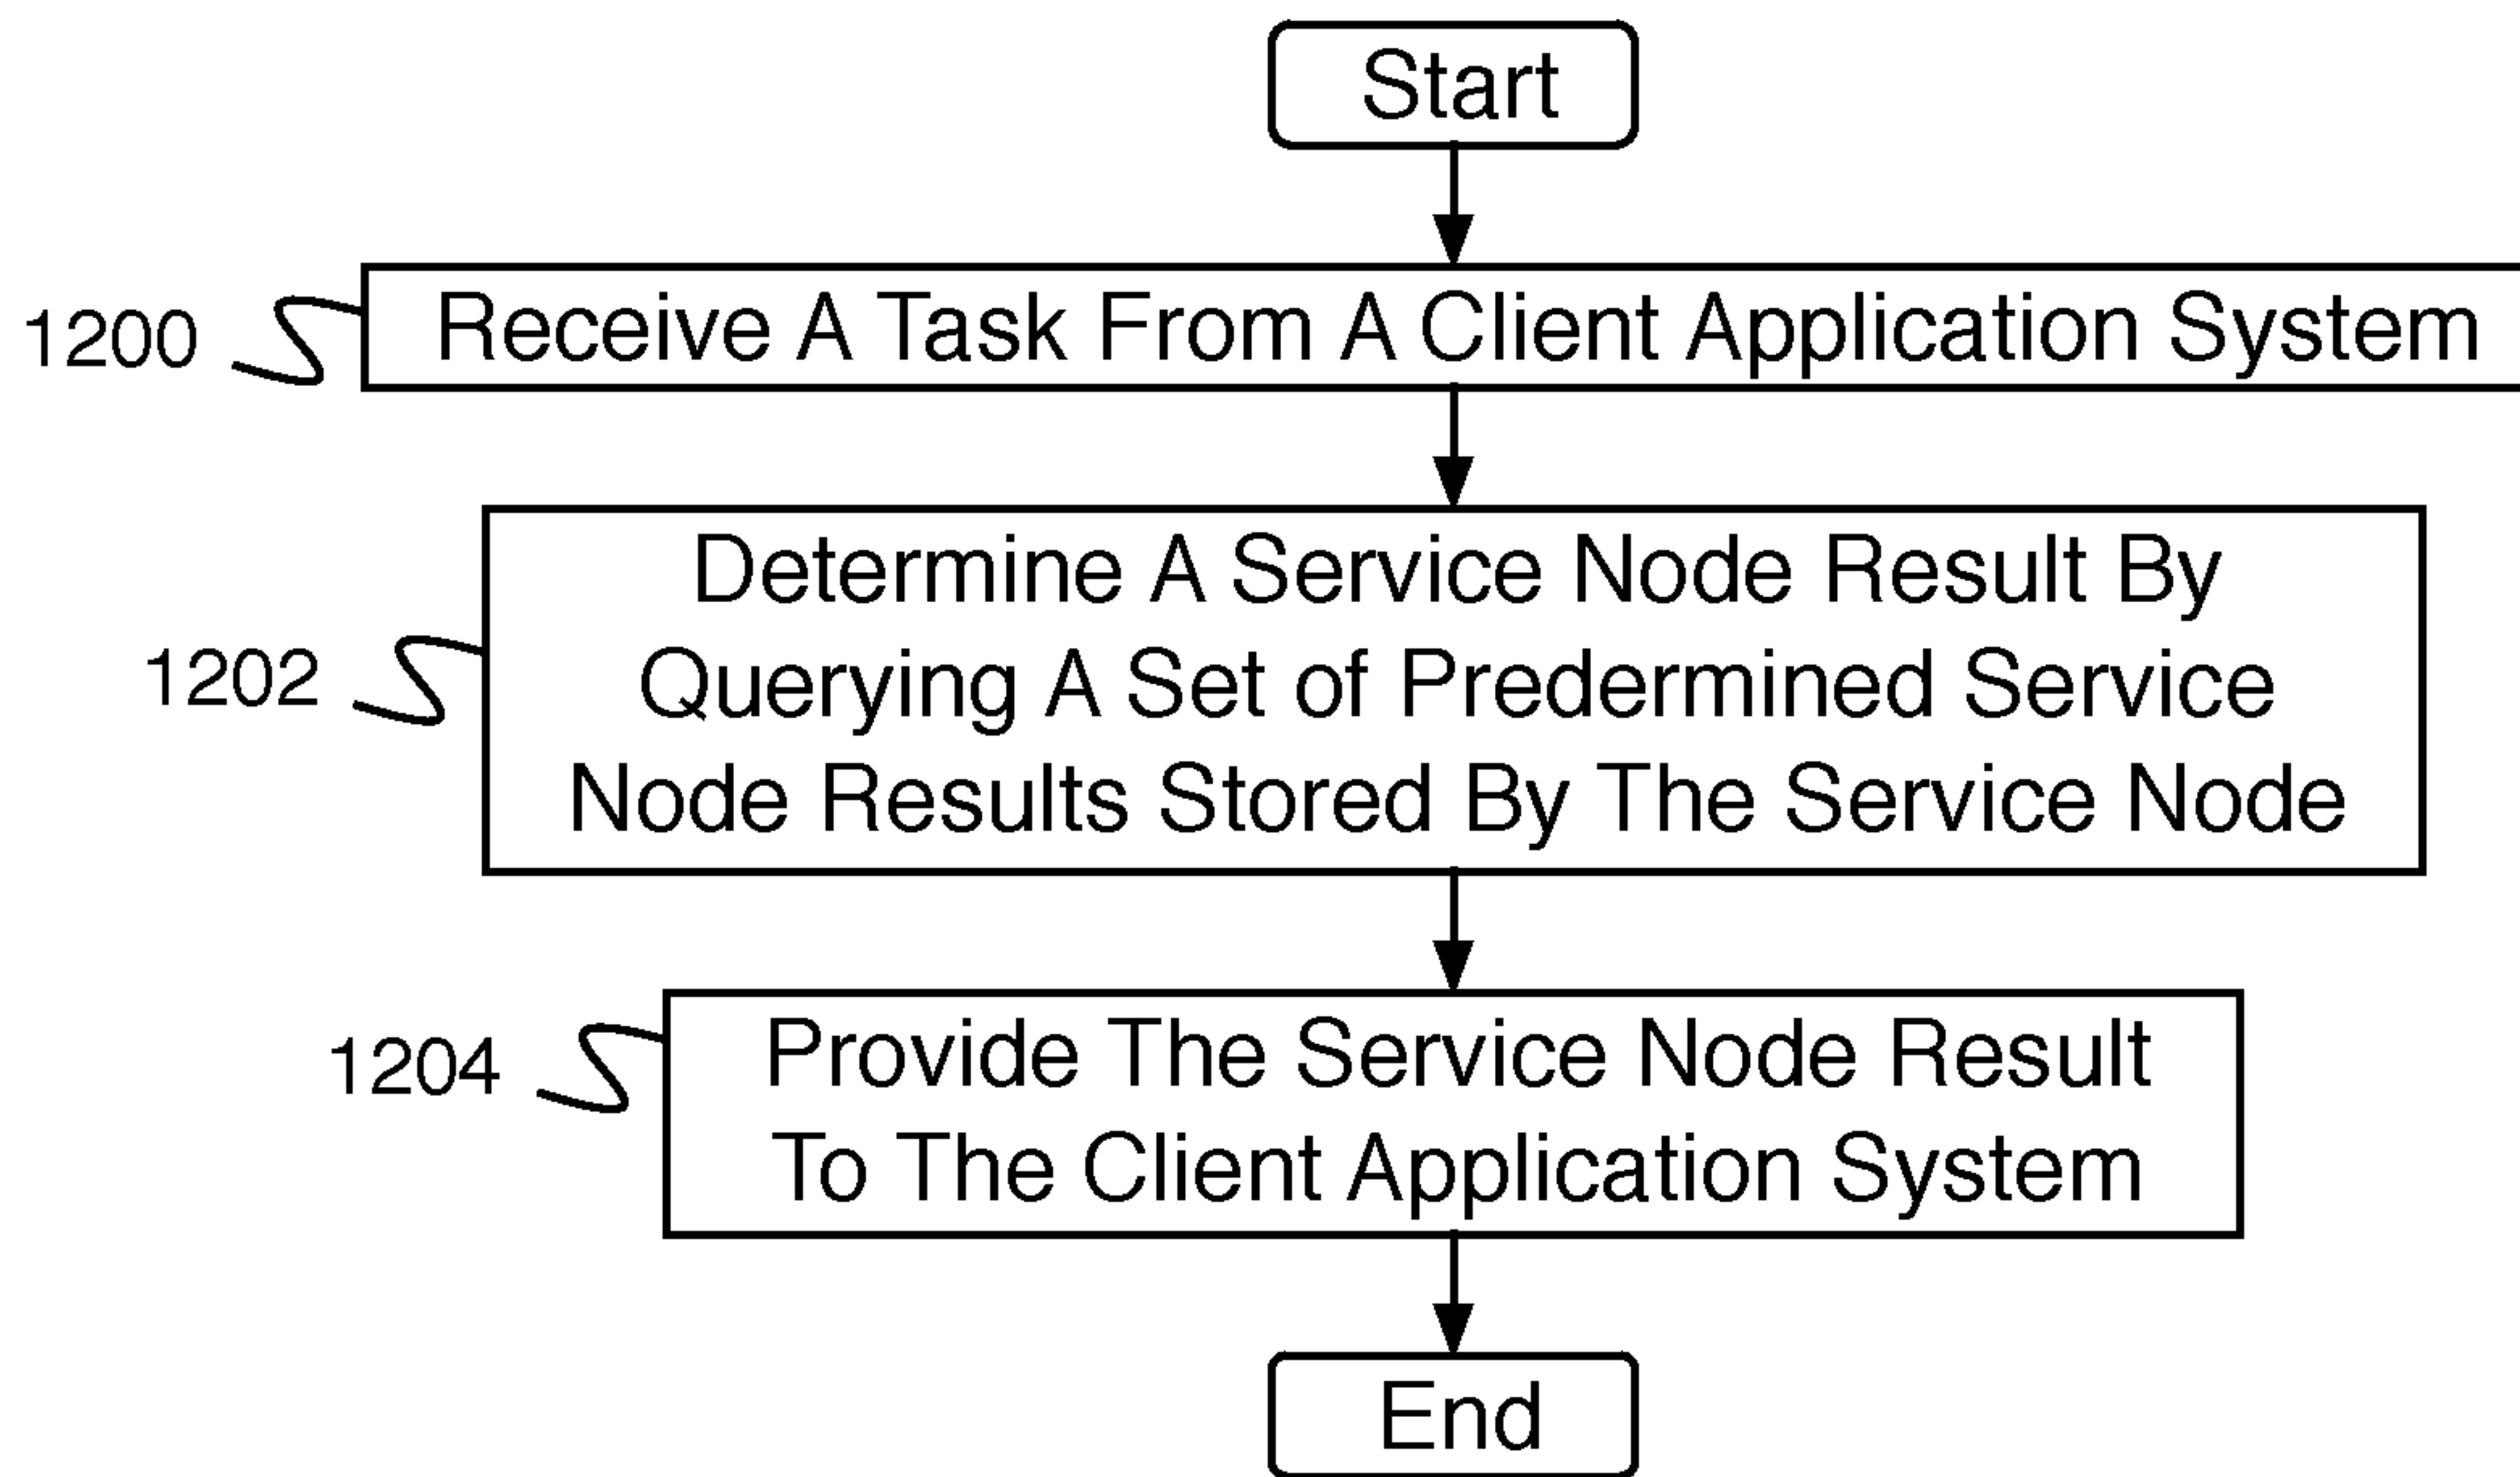 Start
1200
Receive A Task From A Client Application System
Determine A Service Node Result By
1202
Querying A Set of Predermined Service
Node Results Stored By The Service Node
1204
Provide The Service Node Result
To The Client Application System
End